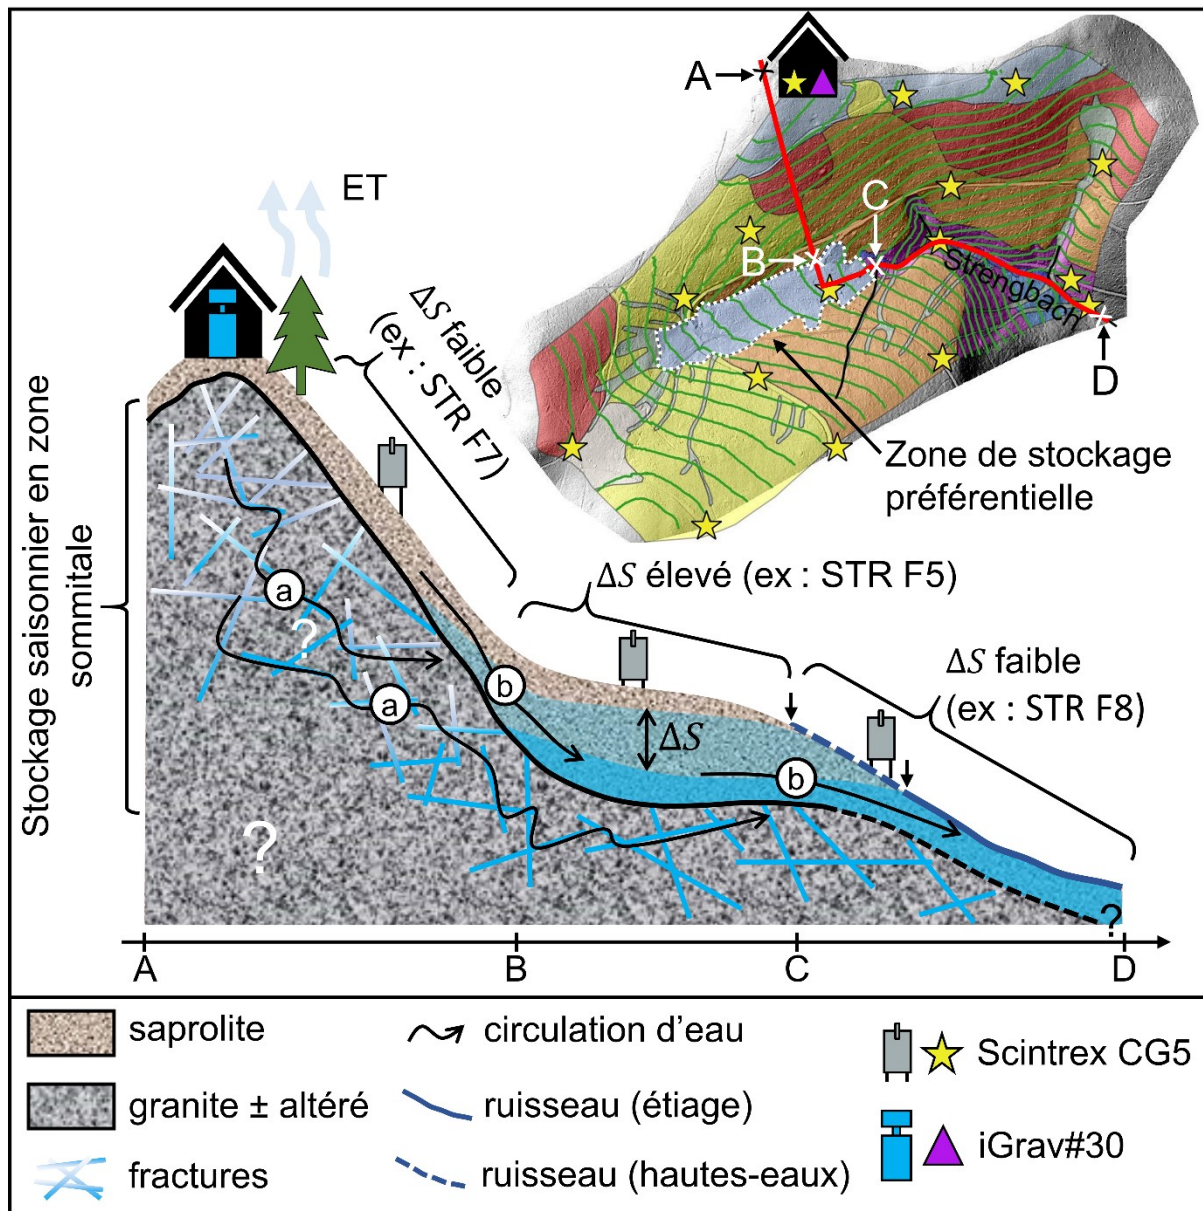 A
ET
C
B
Strengbach
D
Zone de stockage
préférentielle
ΔS faible
(ex : STR F7)
ΔS élevé (ex : STR F5)
ΔS faible
(ex : STR F8)
Stockage saisonnier en zone
sommitale
a
?
a
b
ΔS
b
?
?
A
B
C
D
saprolite
circulation d'eau
Scintrex CG5
granite ± altéré
ruisseau (étiage)
iGrav#30
fractures
ruisseau (hautes-eaux)